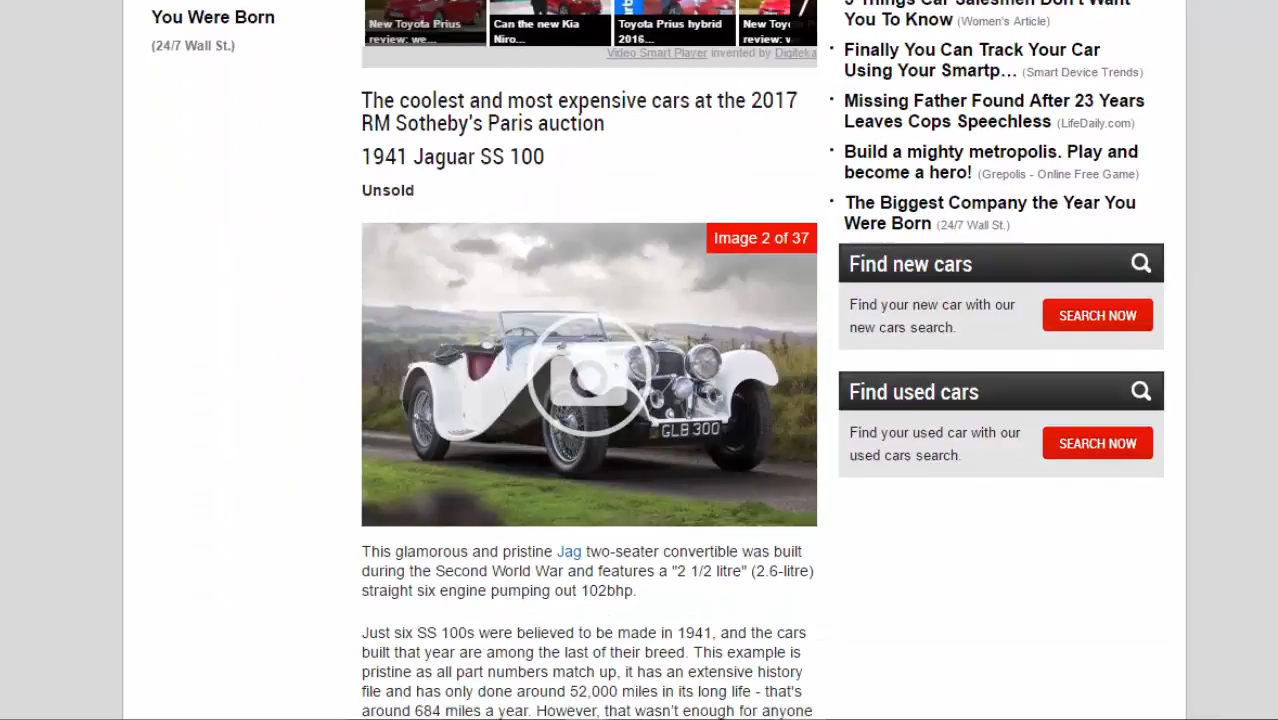 You Were Born
(24/7 Wall St.)
New Toyota Prius
review: we...
Can the new Kia
Niro...
Toyota Prius hybrid
2016...
New Toyo
review: w
Video Smart Player invented by Digiteka
The coolest and most expensive cars at the 2017
RM Sotheby's Paris auction
1941 Jaguar SS 100
Unsold
Image 2 of 37
GLB 300
This glamorous and pristine Jag two-seater convertible was built
during the Second World War and features a "2 1/2 litre" (2.6-litre)
straight six engine pumping out 102bhp.
Just six SS 100s were believed to be made in 1941, and the cars
built that year are among the last of their breed. This example is
pristine as all part numbers match up, it has an extensive history
file and has only done around 52,000 miles in its long life - that's
around 684 miles a year. However, that wasn't enough for anyone
5 Things Car Salesmen Don't Want
You To Know (Women's Article)
Finally You Can Track Your Car
Using Your Smartp… (Smart Device Trends)
Missing Father Found After 23 Years
Leaves Cops Speechless (LifeDaily.com)
Build a mighty metropolis. Play and
become a hero! (Grepolis - Online Free Game)
The Biggest Company the Year You
Were Born (24/7 Wall St.)
Find new cars
Find your new car with our
new cars search.
SEARCH NOW
Find used cars
Find your used car with our
used cars search.
SEARCH NOW